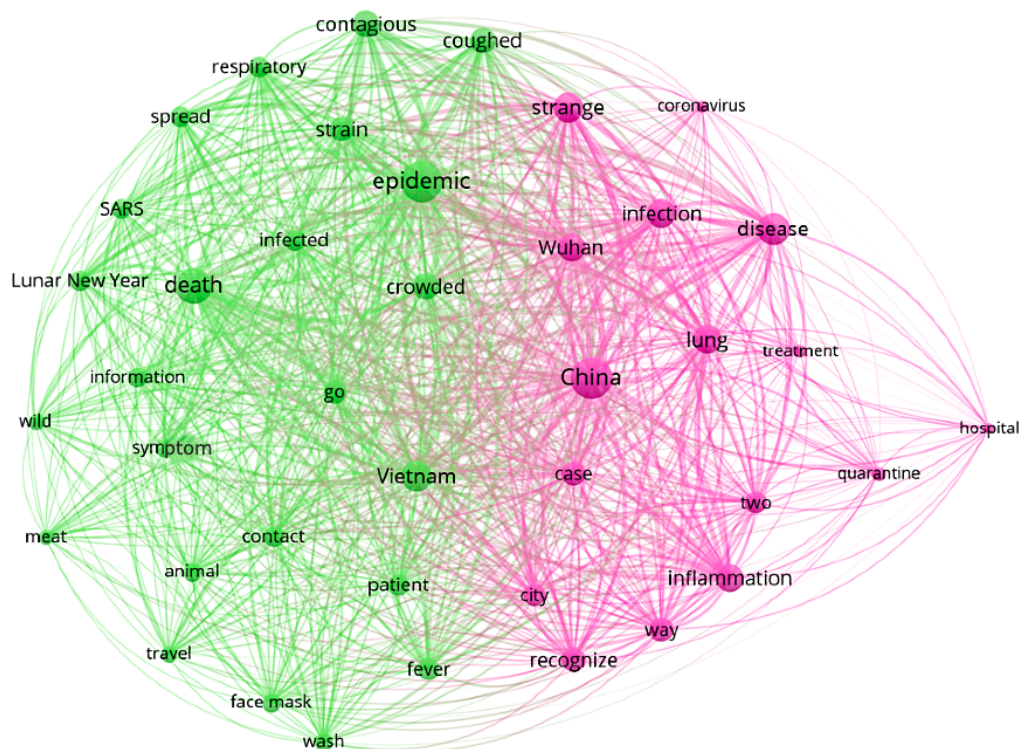 contagious
coughed
respiratory
strange
coronavirus
spread
strain
epidemic
SARS
infection
disease
infected
Wuhan
Lunar New Year
death
crowded
lung
treatment
information
China
go
wild
hospital
symptom
Vietnam
case
quarantine
two
meat
contact
animal
patient
inflammation
city
way
travel
fever
recognize
face mask
wash